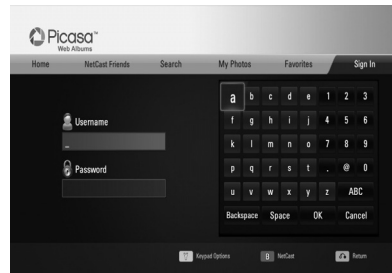 Picasa™
Web Albums
Home NetCast Friends Search My Photos Favorites Sign In
a b c d e 1 2 3
f g h i j 4 5 6
k l m n o 7 8 9
p q r s t . @ 0
u v w x y z ABC
Backspace Space OK Cancel
Username
_
Password
Keypad Options B NetCast Return